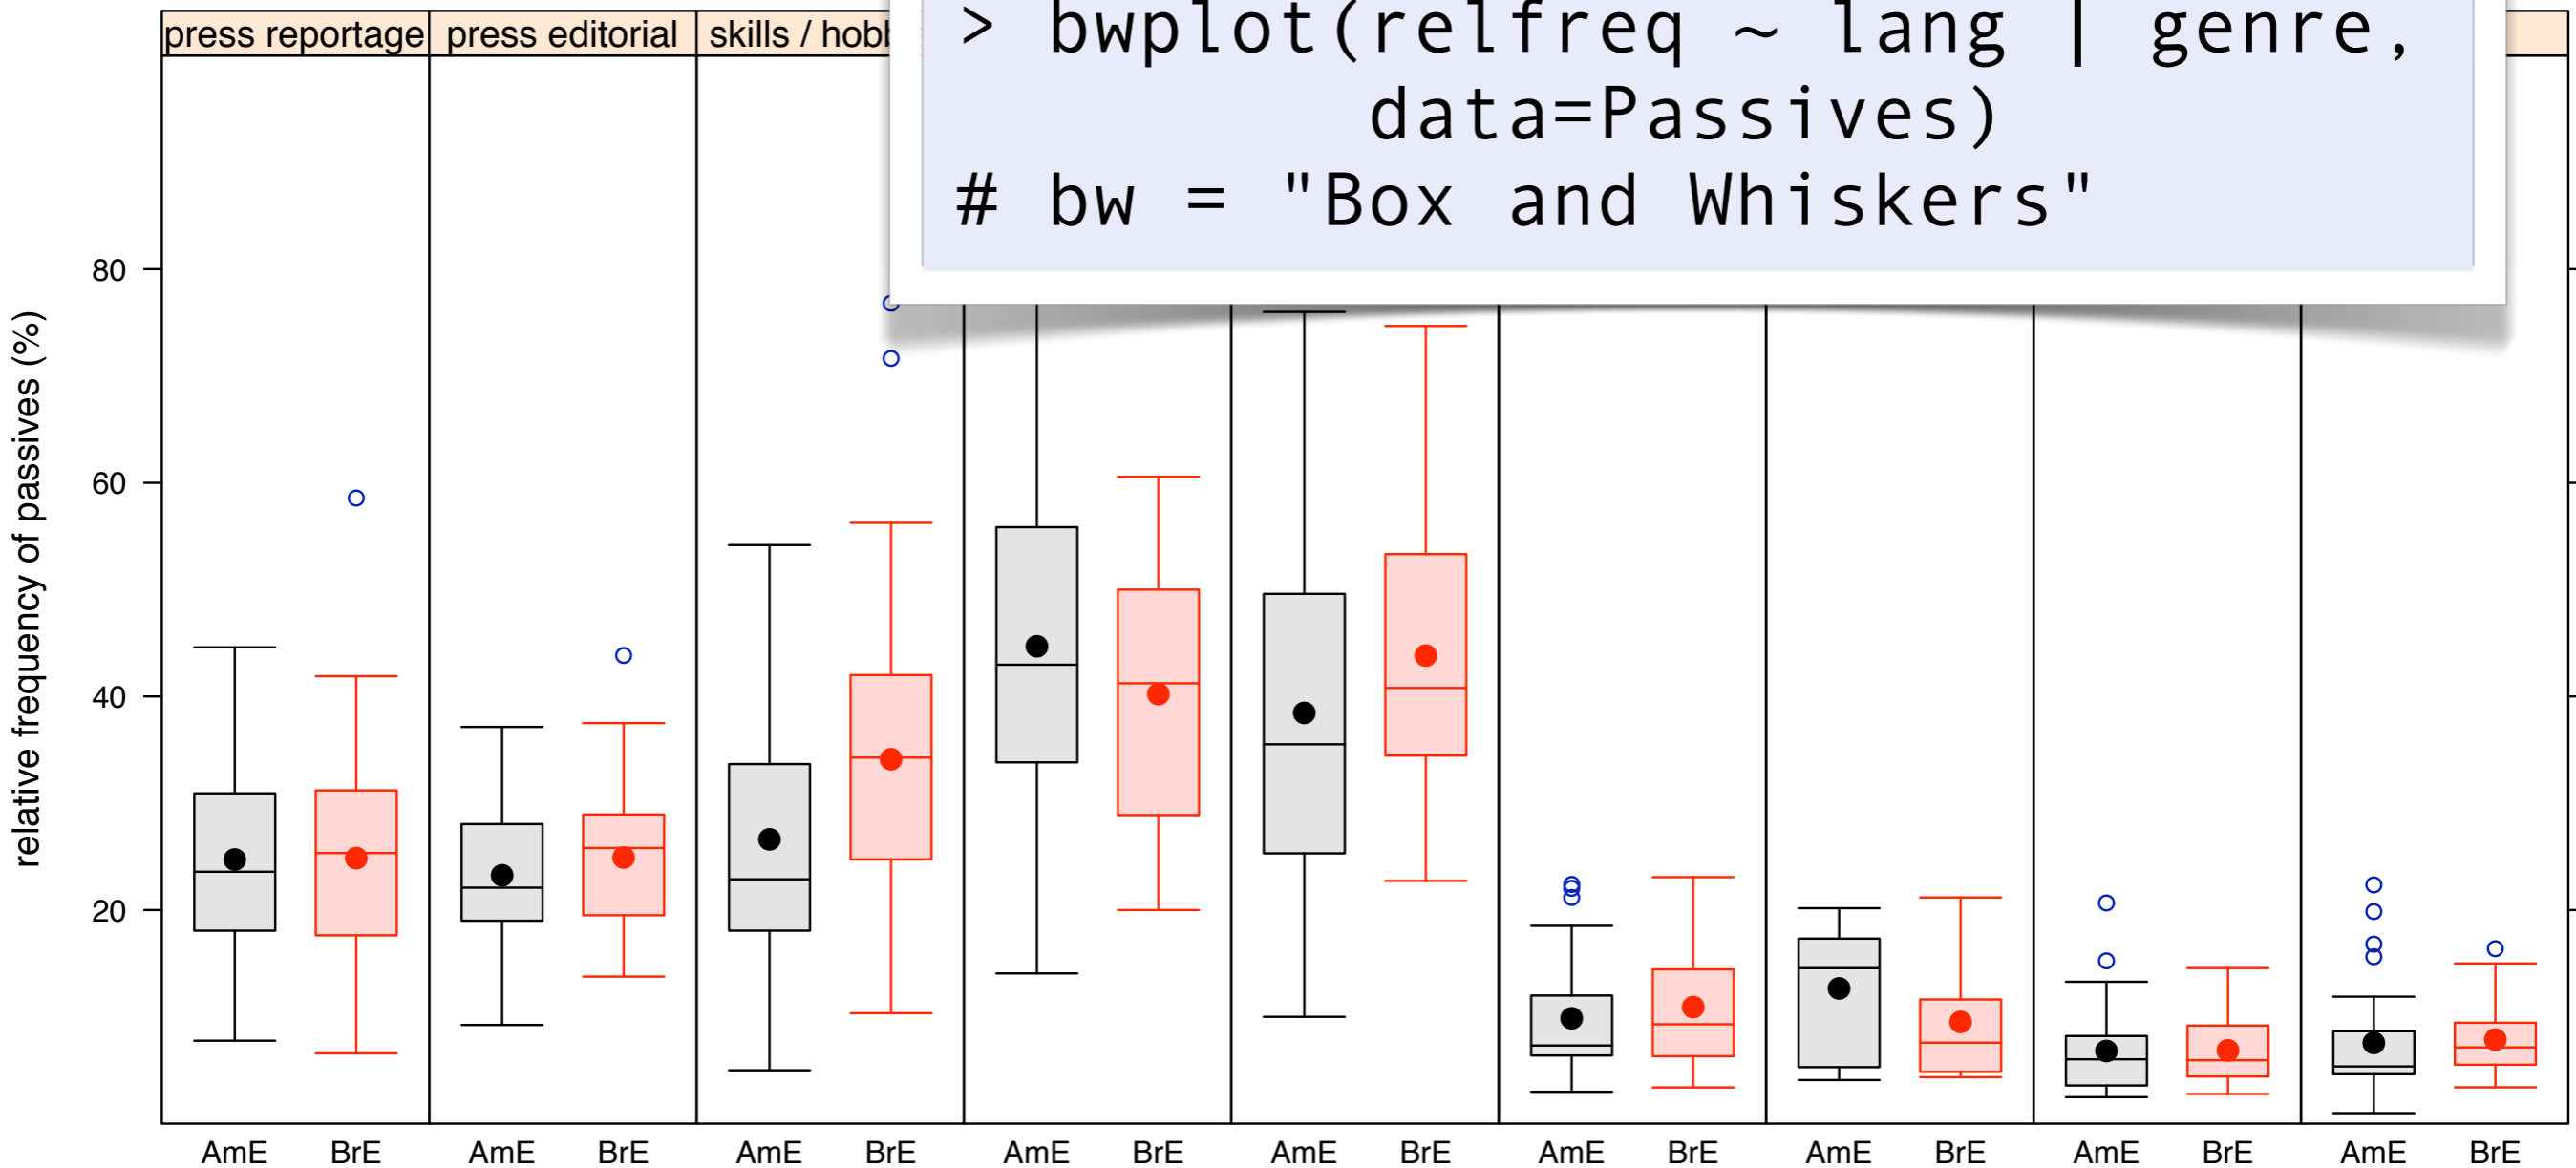 press reportage
press editorial
skills / hobb
> bwplot(relfreq ~ lang | genre,
data=Passives)
# bw = "Box and Whiskers"
relative frequency of passives (%)
80
60
40
20
AmE BrE AmE BrE AmE BrE AmE BrE AmE BrE AmE BrE AmE BrE AmE BrE AmE BrE